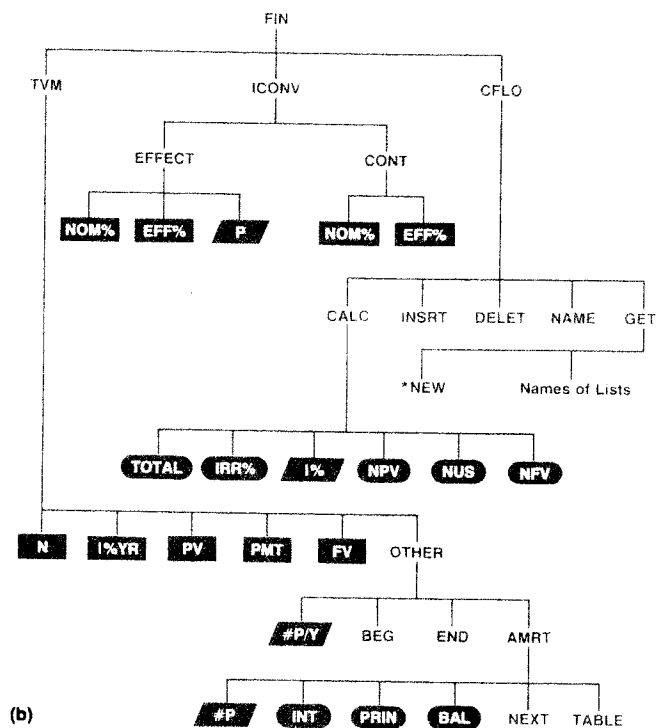 FIN
TVM ICONV CFLO
EFFECT CONT
NOM% EFF% P NOM% EFF%
CALC INSRT DELET NAME GET
*NEW Names of Lists
TOTAL IRR% I% NPV NUS NFV
N I%YR PV PMT FV OTHER
#P/Y BEG END AMRT
#P INT PRIN BAL NEXT TABLE
(b)